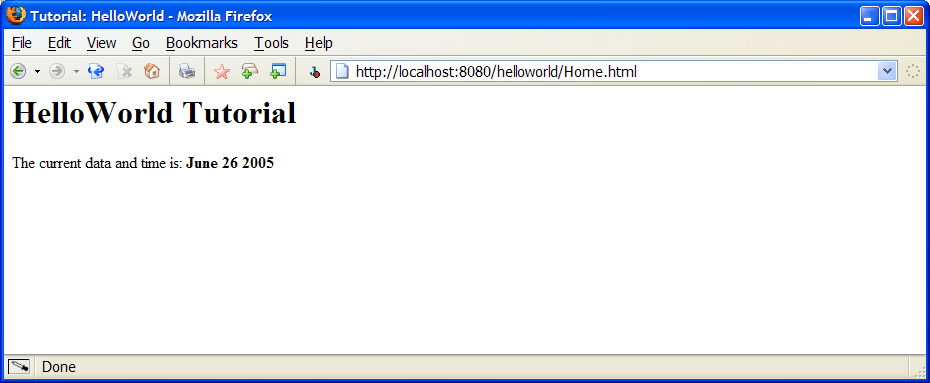 Tutorial: HelloWorld - Mozilla Firefox
File Edit View Go Bookmarks Tools Help
http://localhost:8080/helloworld/Home.html
HelloWorld Tutorial
The current data and time is: June 26 2005
Done